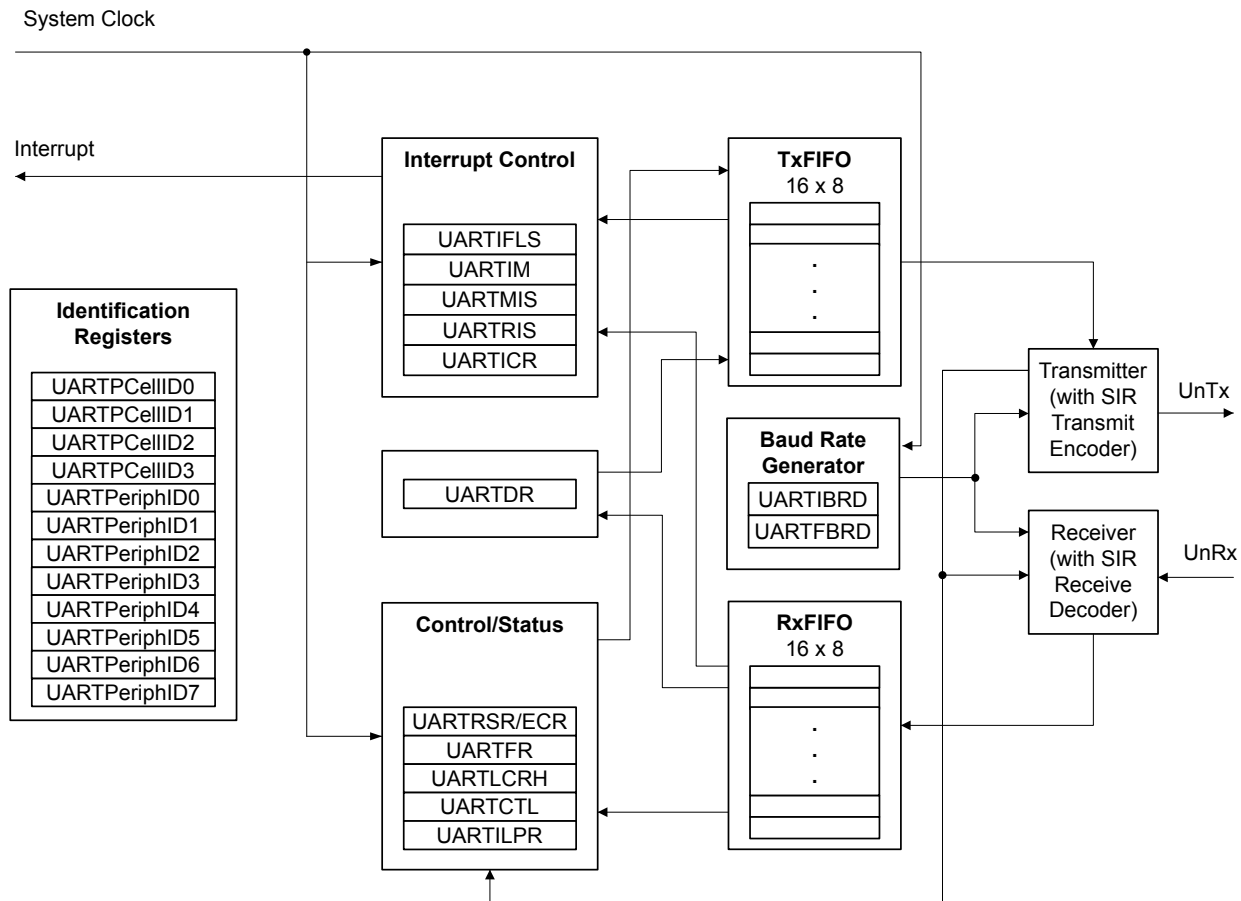 System Clock
Interrupt
Interrupt Control
UARTIFLS
UARTIM
UARTMIS
UARTRIS
UARTICR
TxFIFO
16 x 8
.
.
.
Identification
Registers
UARTPCellID0
UARTPCellID1
UARTPCellID2
UARTPCellID3
UARTPeriphID0
UARTPeriphID1
UARTPeriphID2
UARTPeriphID3
UARTPeriphID4
UARTPeriphID5
UARTPeriphID6
UARTPeriphID7
UARTDR
Baud Rate
Generator
UARTIBRD
UARTFBRD
Transmitter
(with SIR
Transmit
Encoder)
UnTx
Receiver
(with SIR
Receive
Decoder)
UnRx
Control/Status
UARTRSR/ECR
UARTFR
UARTLCRH
UARTCTL
UARTILPR
RxFIFO
16 x 8
.
.
.